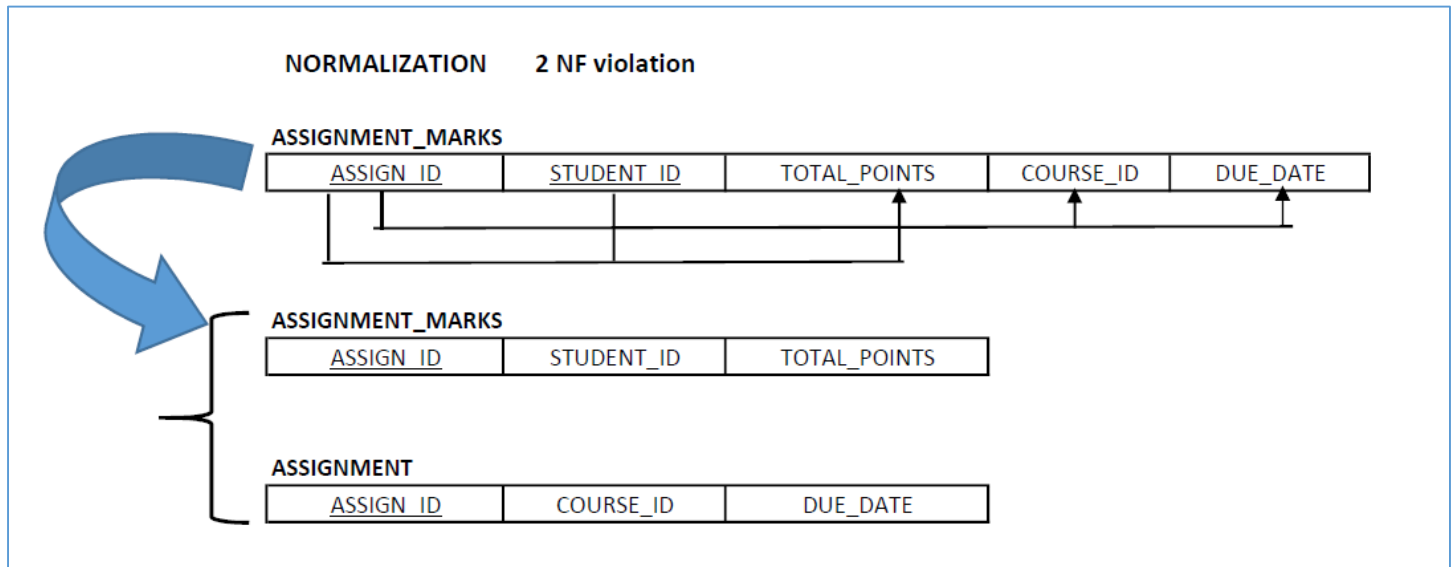 NORMALIZATION 2 NF violation
ASSIGNMENT_MARKS
ASSIGN_ID STUDENT_ID TOTAL_POINTS COURSE_ID DUE_DATE
ASSIGNMENT_MARKS
ASSIGN_ID STUDENT_ID TOTAL_POINTS
ASSIGNMENT
ASSIGN_ID COURSE_ID DUE_DATE